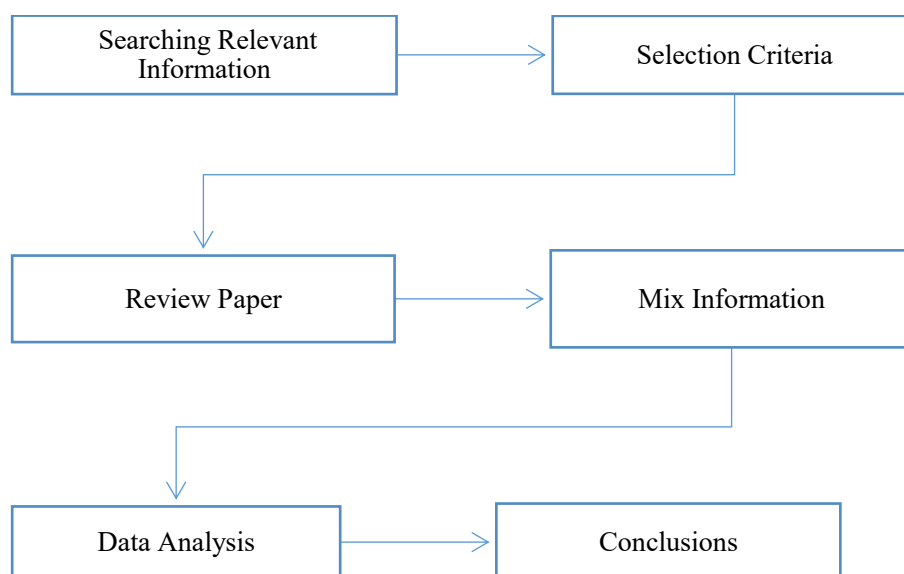 Searching Relevant
Information
Selection Criteria
Review Paper
Mix Information
Data Analysis
Conclusions